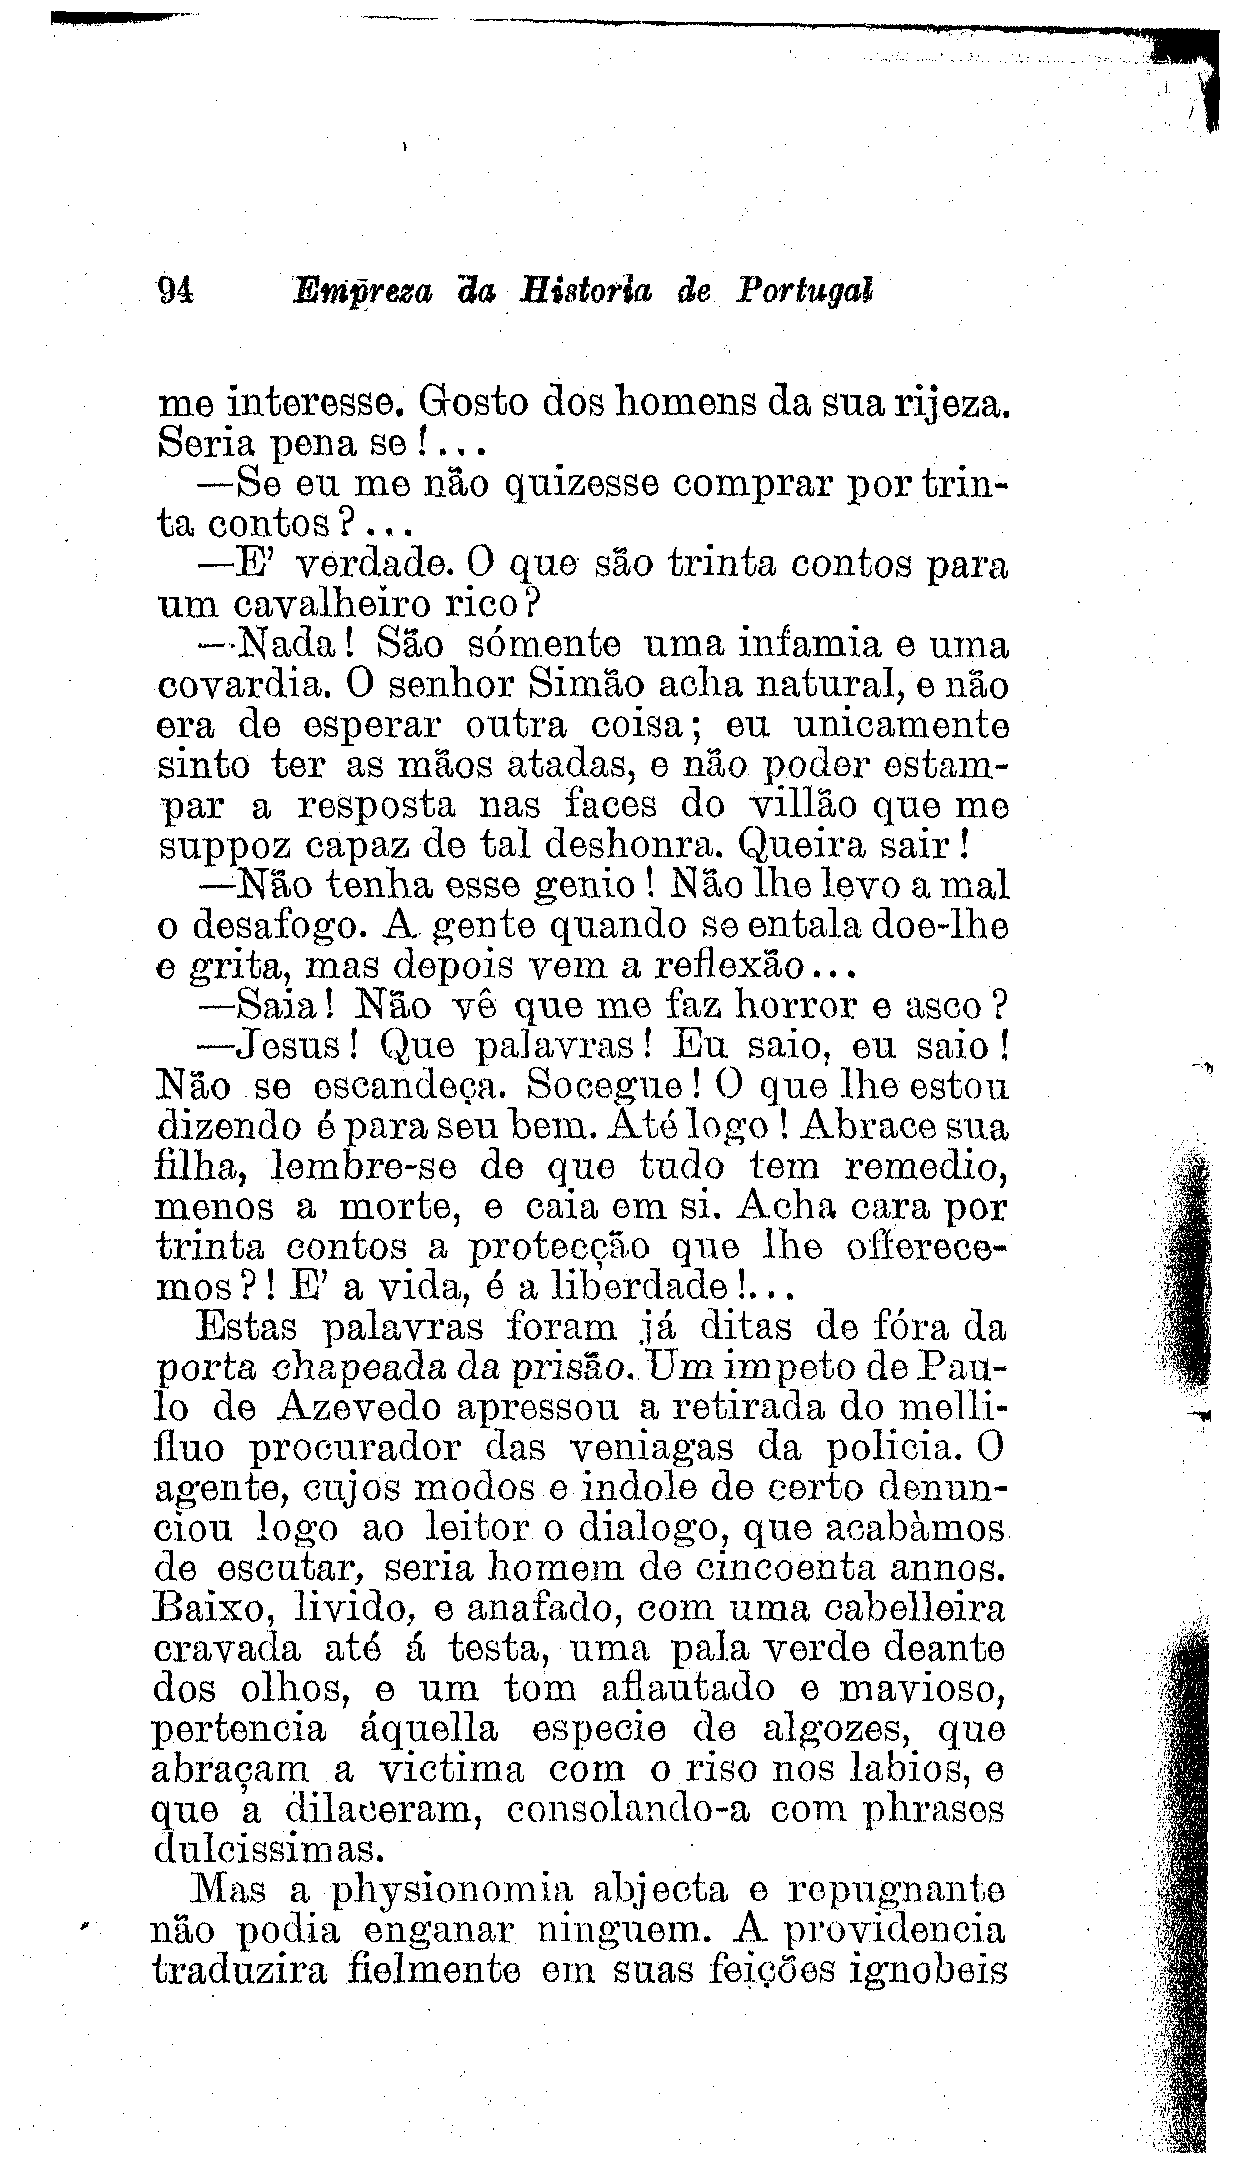 94 Empreza da Historia de Portugal
me interesse. Gosto dos homens da sua rijeza.
Seria pena se!...
—Se eu me não quizesse comprar por trin-
ta contos?...
—E' verdade. O que são trinta contos para
um cavalheiro rico?
—Nada! São sómente uma infamia e uma
covardia. O senhor Simão acha natural, e não
era de esperar outra coisa; eu unicamente
sinto ter as mãos atadas, e não poder estam-
par a resposta nas faces do villão que me
suppoz capaz de tal deshonra. Queira sair!
—Não tenha esse genio! Não lhe levo a mal
o desafogo. A gente quando se entala doe-lhe
e grita, mas depois vem a reflexão...
—Saia! Não vê que me faz horror e asco?
—Jesus! Que palavras! Eu saio, eu saio!
Não se escandeça. Socegue! O que lhe estou
dizendo é para seu bem. Até logo! Abrace sua
filha, lembre-se de que tudo tem remedio,
menos a morte, e caia em si. Acha cara por
trinta contos a protecção que lhe offerece-
mos?! E' a vida, é a liberdade!...
Estas palavras foram já ditas de fóra da
porta chapeada da prisão. Um impeto de Pau-
lo de Azevedo apressou a retirada do melli-
fluo procurador das veniagas da policia. O
agente, cujos modos e indole de certo denun-
ciou logo ao leitor o dialogo, que acabàmos
de escutar, seria homem de cincoenta annos.
Baixo, livido, e anafado, com uma cabelleira
cravada até á testa, uma pala verde deante
dos olhos, e um tom aflautado e mavioso,
pertencia áquella especie de algozes, que
abraçam a victima com o riso nos labios, e
que a dilaceram, consolando-a com phrases
dulcissimas.
Mas a physionomia abjecta e repugnante
não podia enganar ninguem. A providencia
traduzira fielmente em suas feições ignobeis